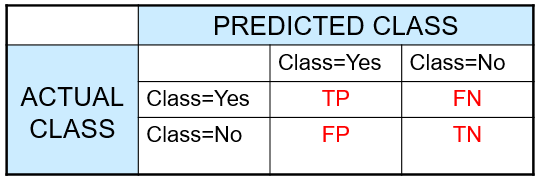 PREDICTED CLASS
Class=Yes Class=No
ACTUAL CLASS
Class=Yes TP FN
Class=No FP TN